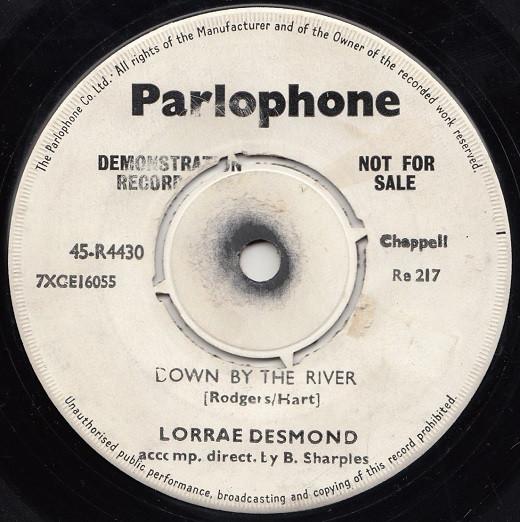 The Parlophone Co. Ltd. · All rights of the Manufacturer and of the Owner of the recorded work reserved.
Parlophone
DEMONSTRATION NOT FOR
RECORD SALE
45-R4430 Chappell
7XCE16055 Re 217
DOWN BY THE RIVER
[Rodgers/Hart]
LORRAE DESMOND
accomp. direct. by B. Sharples
Unauthorised public performance, broadcasting and copying of this record prohibited.